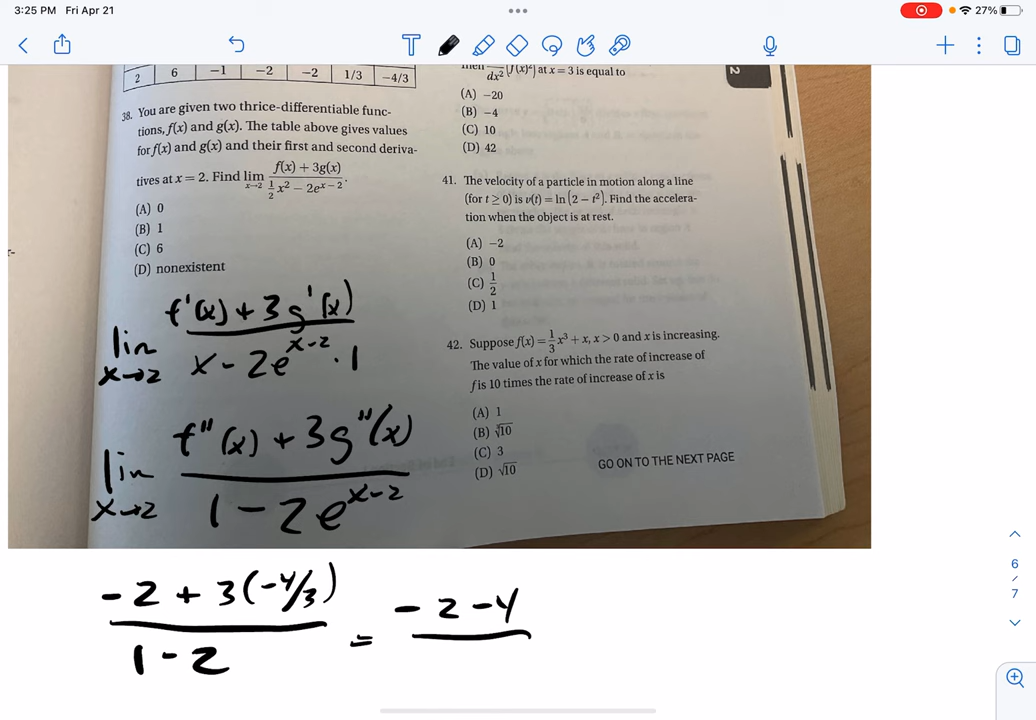 3:25 PM Fri Apr 21
27%
2 6 −1 −2 −2 1/3 −4/3
38. You are given two thrice-differentiable func-
tions, f(x) and g(x). The table above gives values
for f(x) and g(x) and their first and second deriva-
tives at x = 2. Find lim x→2 (f(x) + 3g(x))/(1/2 x² − 2e^(x−2)).
(A) 0
(B) 1
(C) 6
(D) nonexistent
lim x→2 (f'(x) + 3g'(x))/(x − 2e^(x−2) · 1)
lim x→2 (f''(x) + 3g''(x))/(1 − 2e^(x−2))
(−2 + 3(−4/3))/(1 − 2) = −2 −4
dx² at x = 3 is equal to
(A) −20
(B) −4
(C) 10
(D) 42
2
41. The velocity of a particle in motion along a line
(for t ≥ 0) is v(t) = ln(2 − t²). Find the accelera-
tion when the object is at rest.
(A) −2
(B) 0
(C) 1/2
(D) 1
42. Suppose f(x) = 1/3 x³ + x, x > 0 and x is increasing.
The value of x for which the rate of increase of
f is 10 times the rate of increase of x is
(A) 1
(B) ∛10
(C) 3
(D) √10
GO ON TO THE NEXT PAGE
6
/
7